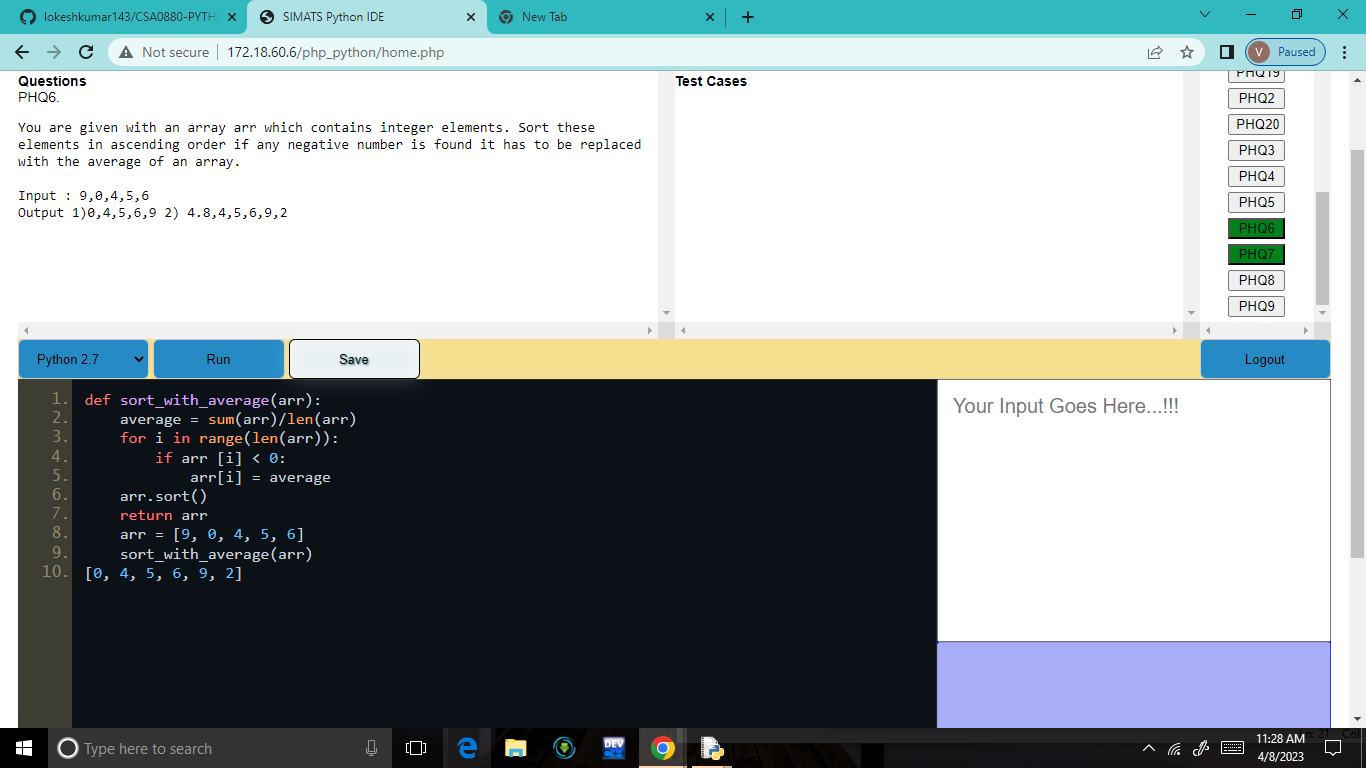 lokeshkumar143/CSA0880-PYTH
SIMATS Python IDE
New Tab
Not secure
172.18.60.6/php_python/home.php
V
Paused
Questions
PHQ6.
You are given with an array arr which contains integer elements. Sort these
elements in ascending order if any negative number is found it has to be replaced
with the average of an array.
Input : 9,0,4,5,6
Output 1)0,4,5,6,9 2) 4.8,4,5,6,9,2
Test Cases
PHQ19
PHQ2
PHQ20
PHQ3
PHQ4
PHQ5
PHQ6
PHQ7
PHQ8
PHQ9
Python 2.7
Run
Save
Logout
1. def sort_with_average(arr):
2. average = sum(arr)/len(arr)
3. for i in range(len(arr)):
4. if arr [i] < 0:
5. arr[i] = average
6. arr.sort()
7. return arr
8. arr = [9, 0, 4, 5, 6]
9. sort_with_average(arr)
10. [0, 4, 5, 6, 9, 2]
Your Input Goes Here...!!!
Type here to search
DEV
11:28 AM
4/8/2023